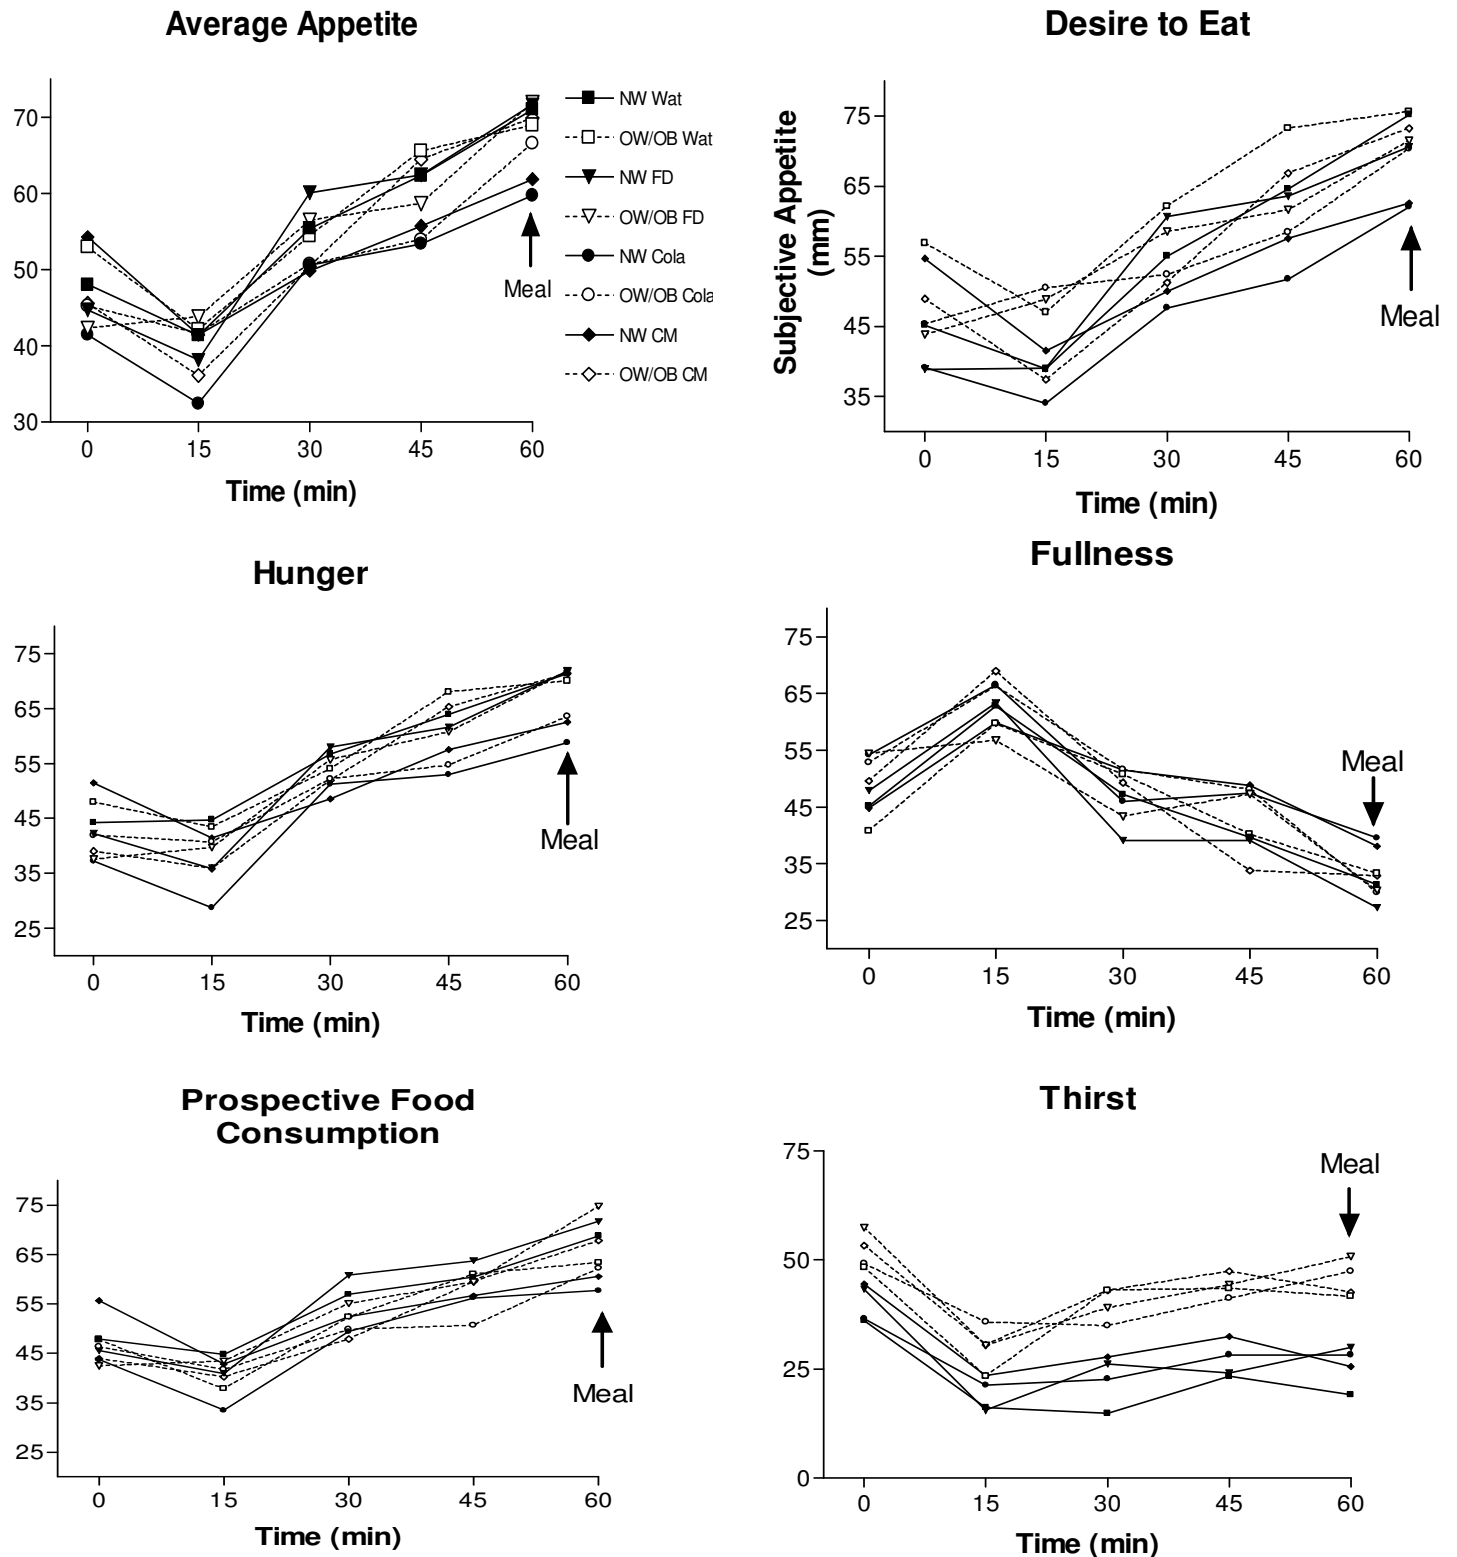 Average Appetite
70
60
50
40
30
0 15 30 45 60
Time (min)
Meal
NW Wat
OW/OB Wat
NW FD
OW/OB FD
NW Cola
OW/OB Cola
NW CM
OW/OB CM
Desire to Eat
Subjective Appetite
(mm)
75
65
55
45
35
0 15 30 45 60
Time (min)
Meal
Hunger
75
65
55
45
35
25
0 15 30 45 60
Time (min)
Meal
Fullness
75
65
55
45
35
25
0 15 30 45 60
Time (min)
Meal
Prospective Food
Consumption
75
65
55
45
35
25
0 15 30 45 60
Time (min)
Meal
Thirst
75
50
25
0
0 15 30 45 60
Time (min)
Meal